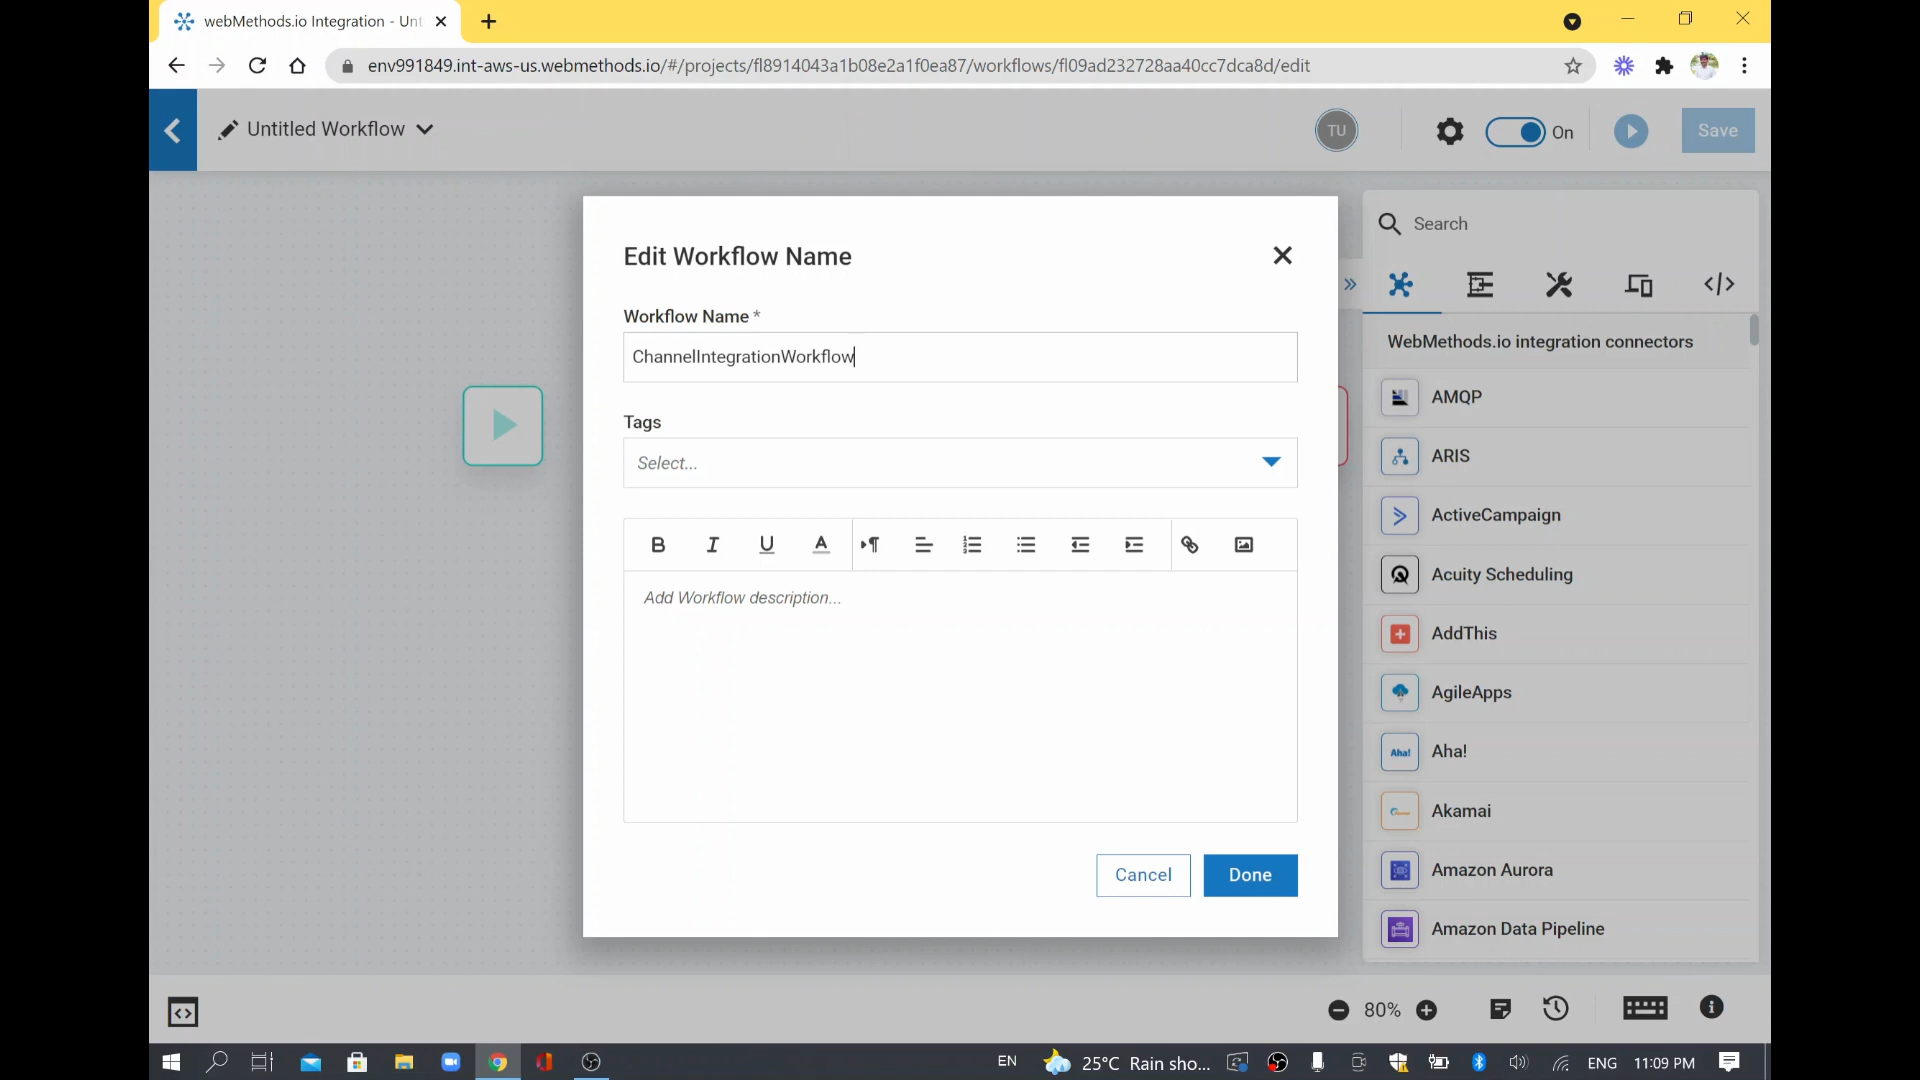 webMethods.io Integration - Unt
env991849.int-aws-us.webmethods.io/#/projects/fl8914043a1b08e2a1f0ea87/workflows/fl09ad232728aa40cc7dca8d/edit
Untitled Workflow
TU
On
Save
Edit Workflow Name
Workflow Name *
ChannelIntegrationWorkflow
Tags
Select...
B I U A
Add Workflow description...
Cancel
Done
Search
WebMethods.io integration connectors
AMQP
ARIS
ActiveCampaign
Acuity Scheduling
AddThis
AgileApps
Aha!
Aha!
Akamai
Amazon Aurora
Amazon Data Pipeline
80%
EN
25°C Rain sho...
ENG
11:09 PM